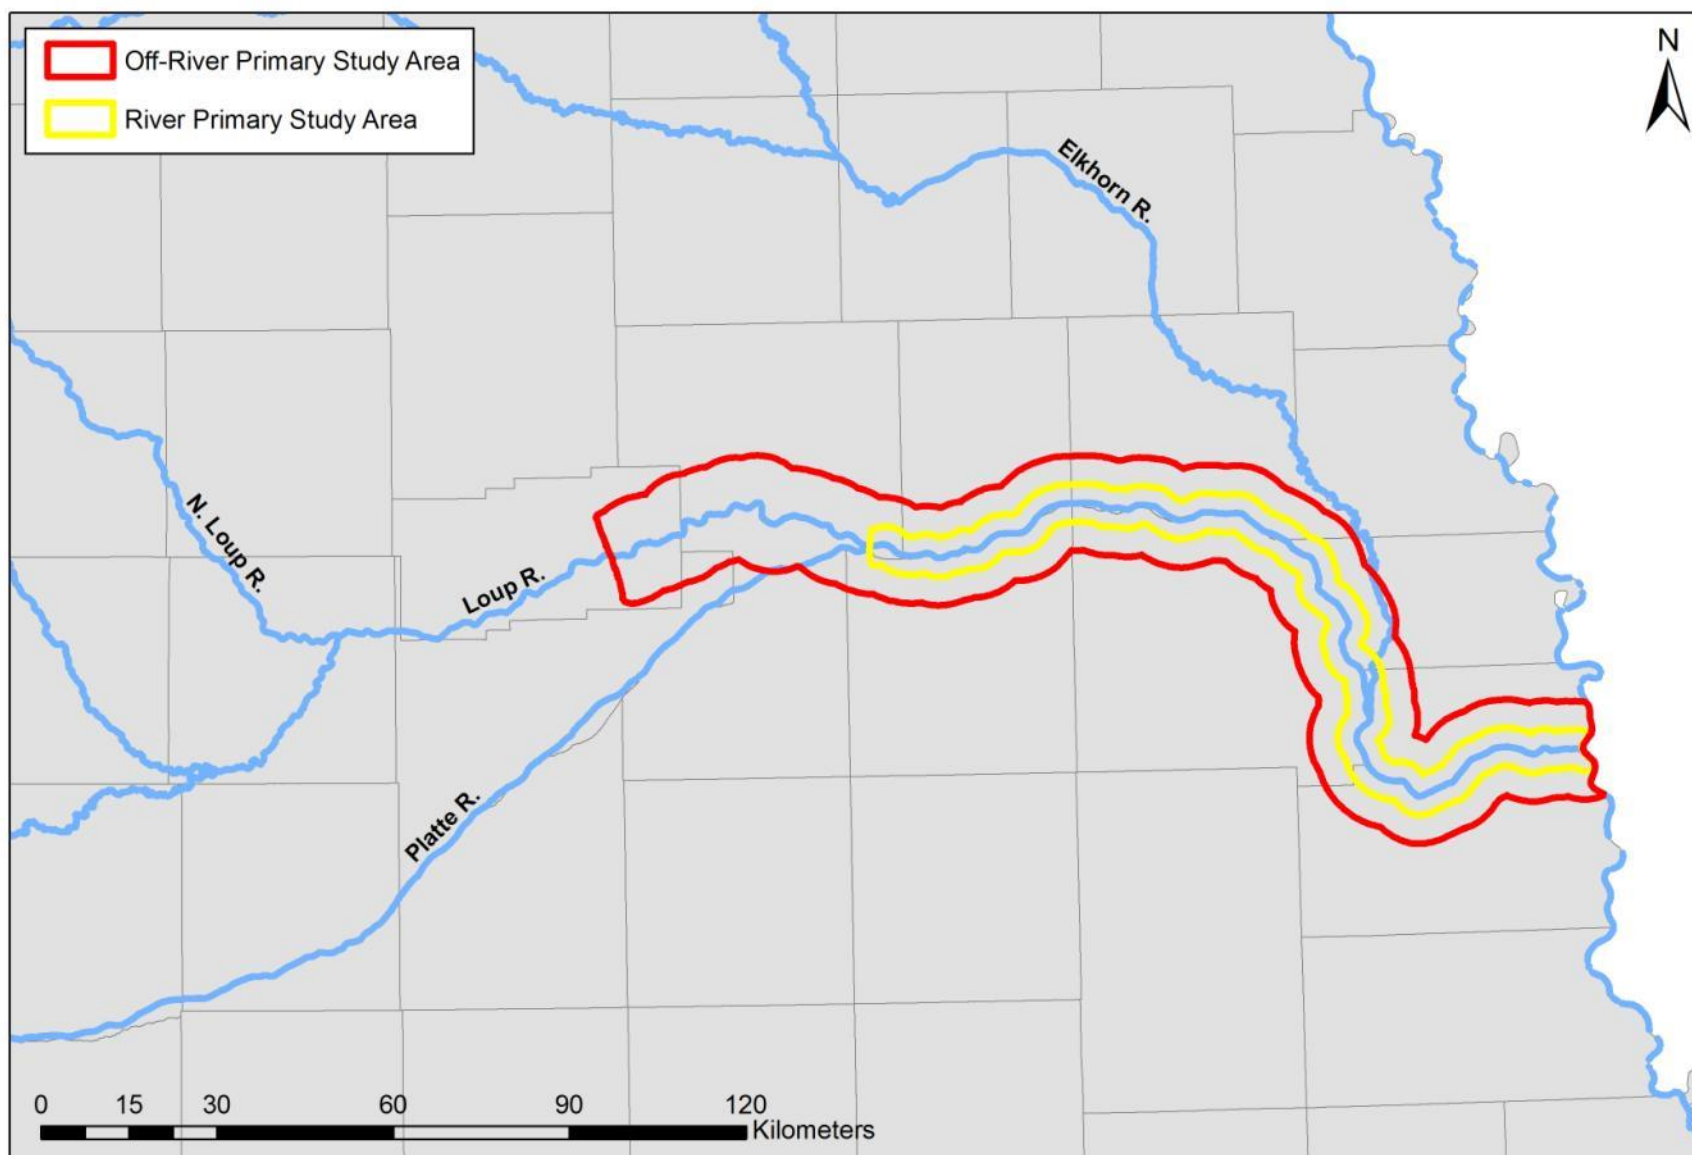 Off-River Primary Study Area
River Primary Study Area
N
Elkhorn R.
N. Loup R.
Loup R.
Platte R.
0 15 30 60 90 120
Kilometers